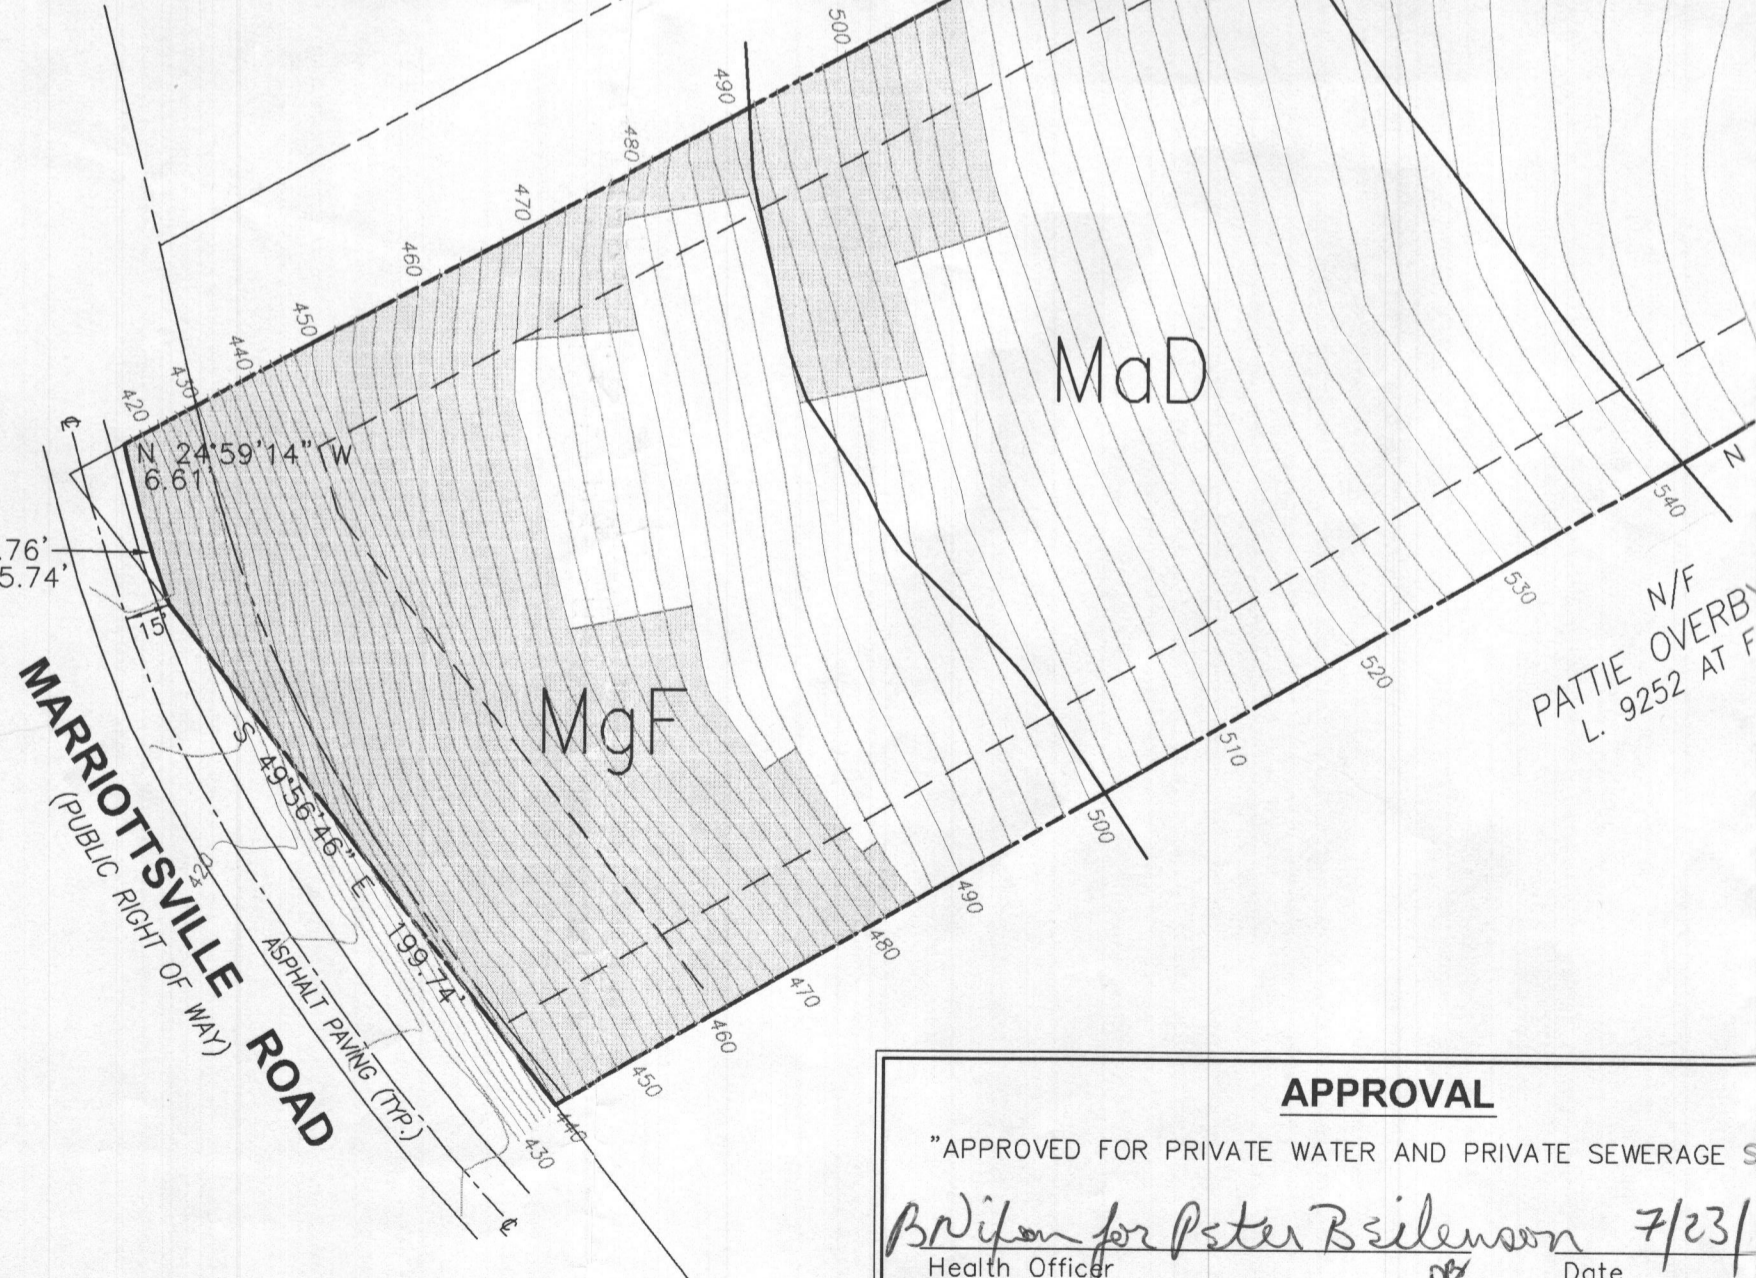 500
490
480
470
460
450
440
430
420
℄
N 24°59'14" W
6.61'
.76'
5.74'
15'
MaD
MgF
S 49°56'46" E 199.74'
MARRIOTTSVILLE ROAD
(PUBLIC RIGHT OF WAY)
420
ASPHALT PAVING (TYP.)
℄
430
440
450
460
470
480
490
500
510
520
530
540
N
N/F
PATTIE OVERBY
L. 9252 AT F
APPROVAL
"APPROVED FOR PRIVATE WATER AND PRIVATE SEWERAGE S
BNixon for Peter Beilenson 7/23/
Health Officer
Date